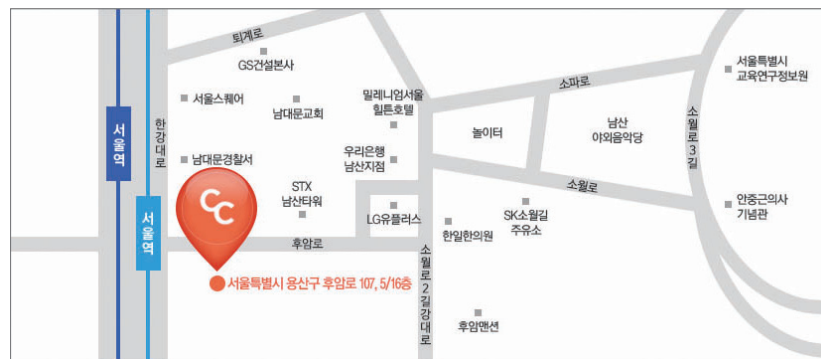 퇴계로
GS건설본사
서울스퀘어
남대문교회
밀레니엄서울
힐튼호텔
소파로
서울특별시
교육연구정보원
서울역
한강대로
남대문경찰서
우리은행
남산지점
놀이터
남산
야외음악당
소월로3길
CC
STX
남산타워
LG유플러스
소월로
서울역
후암로
한일한의원
SK소월길
주유소
안중근의사
기념관
서울특별시 용산구 후암로 107, 5/16층
소월로2길강대로
후암맨션